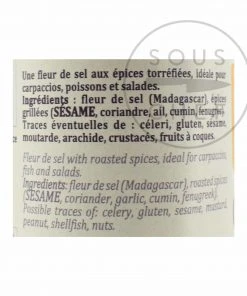 SOUS
Une fleur de sel aux épices torréfiées, idéale pour
carpaccios, poissons et salades.
Ingrédients : fleur de sel (Madagascar), épices
grillées (SÉSAME, coriandre, ail, cumin, fenugrec).
Traces éventuelles de : céleri, gluten, sésame,
moutarde, arachide, crustacés, fruits à coques.
Fleur de sel with roasted spices, ideal for carpaccio,
fish and salads.
Ingredients: fleur de sel (Madagascar), roasted spices
(SESAME, coriander, garlic, cumin, fenugreek).
Possible traces of: celery, gluten, sesame, mustard,
peanut, shellfish, nuts.